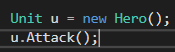 Unit u = new Hero();
u.Attack();